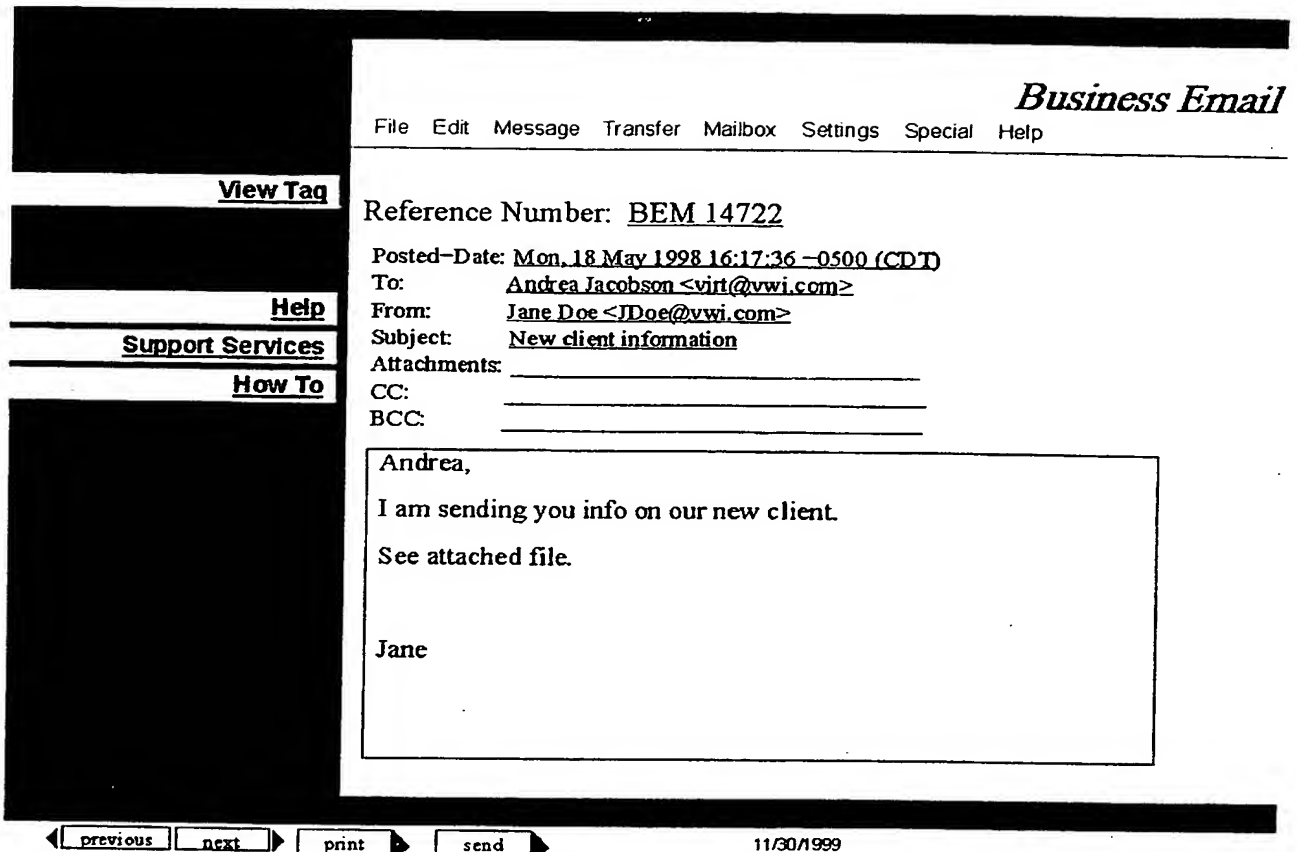 Business Email
File Edit Message Transfer Mailbox Settings Special Help
View Tag
Reference Number: BEM 14722
Posted-Date: Mon, 18 May 1998 16:17:36 -0500 (CDT)
To: Andrea Jacobson <virt@vwi.com>
Help
From: Jane Doe <JDoe@vwi.com>
Support Services
Subject: New client information
Attachments:
How To
CC:
BCC:
Andrea,
I am sending you info on our new client.
See attached file.
Jane
previous next print send 11/30/1999